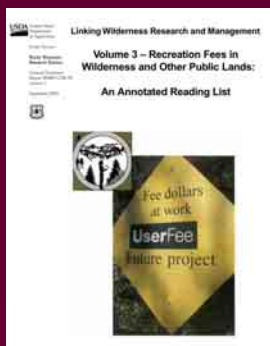 USDA
Linking Wilderness Research and Management
Volume 3 – Recreation Fees in
Wilderness and Other Public Lands:
An Annotated Reading List
Fee dollars
at work
UserFee
Future project